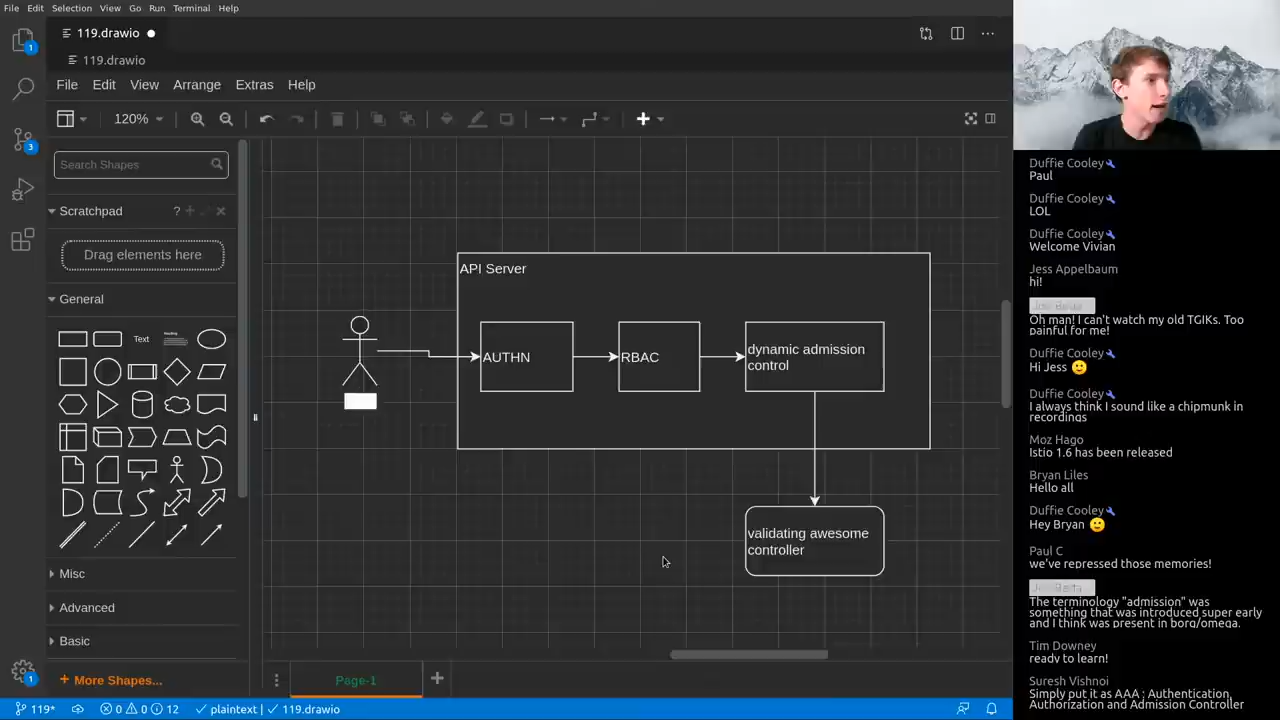 File Edit Selection View Go Run Terminal Help
119.drawio
119.drawio
File Edit View Arrange Extras Help
120%
Search Shapes
Scratchpad
?
Drag elements here
General
Text
Heading
Misc
Advanced
Basic
+ More Shapes...
API Server
AUTHN
RBAC
dynamic admission
control
validating awesome
controller
Page-1
1
3
1
119*
0 0 12
plaintext
119.drawio
Duffie Cooley
Paul
Duffie Cooley
LOL
Duffie Cooley
Welcome Vivian
Jess Appelbaum
hi!
Oh man! I can't watch my old TGIKs. Too
painful for me!
Duffie Cooley
Hi Jess 🙂
Duffie Cooley
I always think I sound like a chipmunk in
recordings
Moz Hago
Istio 1.6 has been released
Bryan Liles
Hello all
Duffie Cooley
Hey Bryan 🙂
Paul C
we've repressed those memories!
The terminology "admission" was
something that was introduced super early
and I think was present in borg/omega.
Tim Downey
ready to learn!
Suresh Vishnoi
Simply put it as AAA : Authentication,
Authorization and Admission Controller